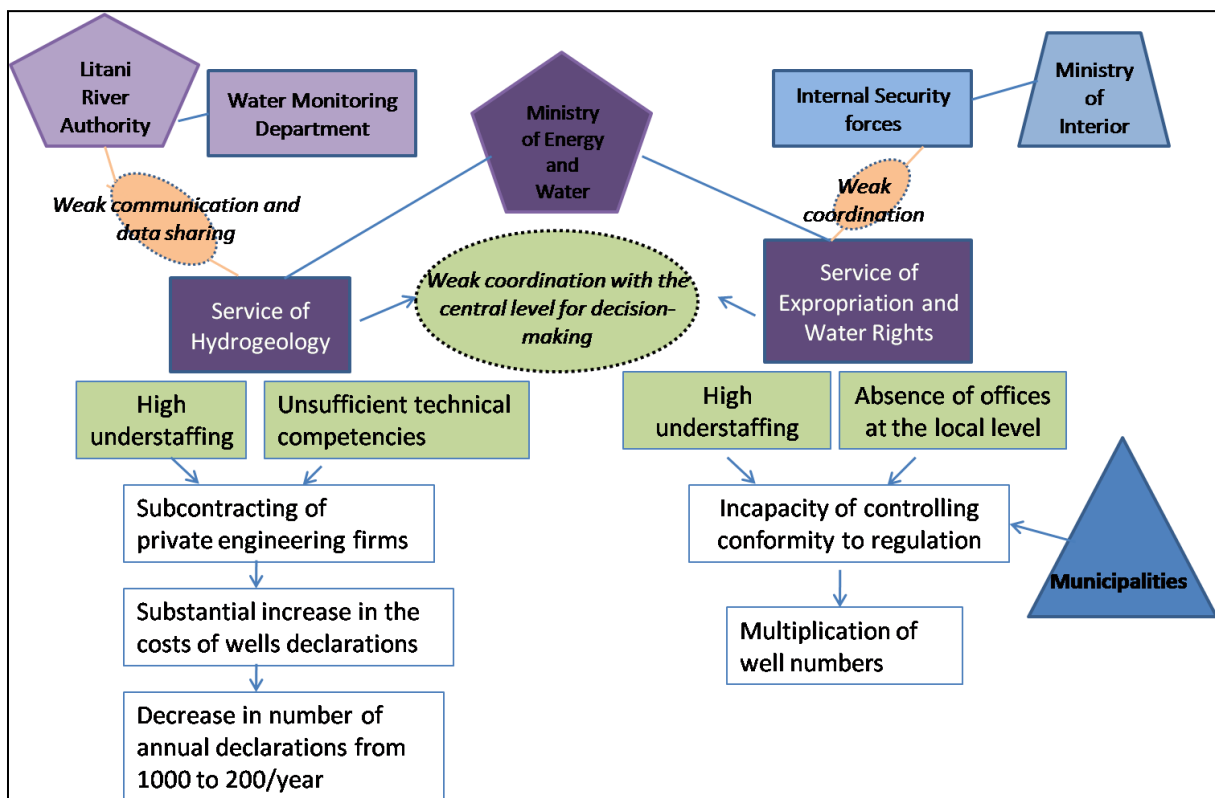 Litani
River
Authority
Water Monitoring
Department
Ministry
of Energy
and
Water
Internal Security
forces
Ministry
of
Interior
Weak communication and
data sharing
Weak
coordination
Service of
Hydrogeology
Weak coordination with the
central level for decision-
making
Service of
Expropriation and
Water Rights
High
understaffing
Unsufficient technical
competencies
High
understaffing
Absence of offices
at the local level
Subcontracting of
private engineering firms
Incapacity of controlling
conformity to regulation
Municipalities
Substantial increase in the
costs of wells declarations
Multiplication of
well numbers
Decrease in number of
annual declarations from
1000 to 200/year